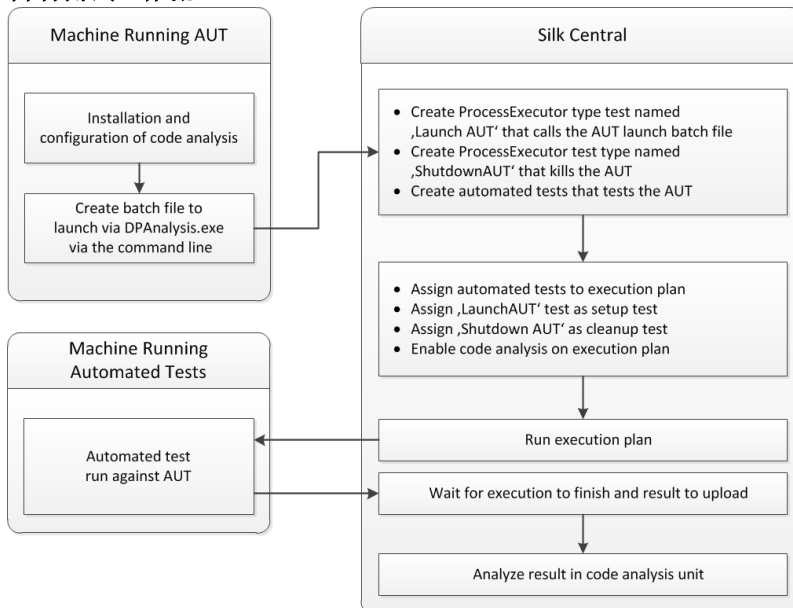 Machine Running AUT
Installation and
configuration of code analysis
Create batch file to
launch via DPAnalysis.exe
via the command line
Silk Central
• Create ProcessExecutor type test named
‚Launch AUT‘ that calls the AUT launch batch file
• Create ProcessExecutor test type named
‚ShutdownAUT‘ that kills the AUT
• Create automated tests that tests the AUT
• Assign automated tests to execution plan
• Assign ‚LaunchAUT‘ test as setup test
• Assign ‚Shutdown AUT‘ as cleanup test
• Enable code analysis on execution plan
Run execution plan
Machine Running
Automated Tests
Automated test
run against AUT
Wait for execution to finish and result to upload
Analyze result in code analysis unit